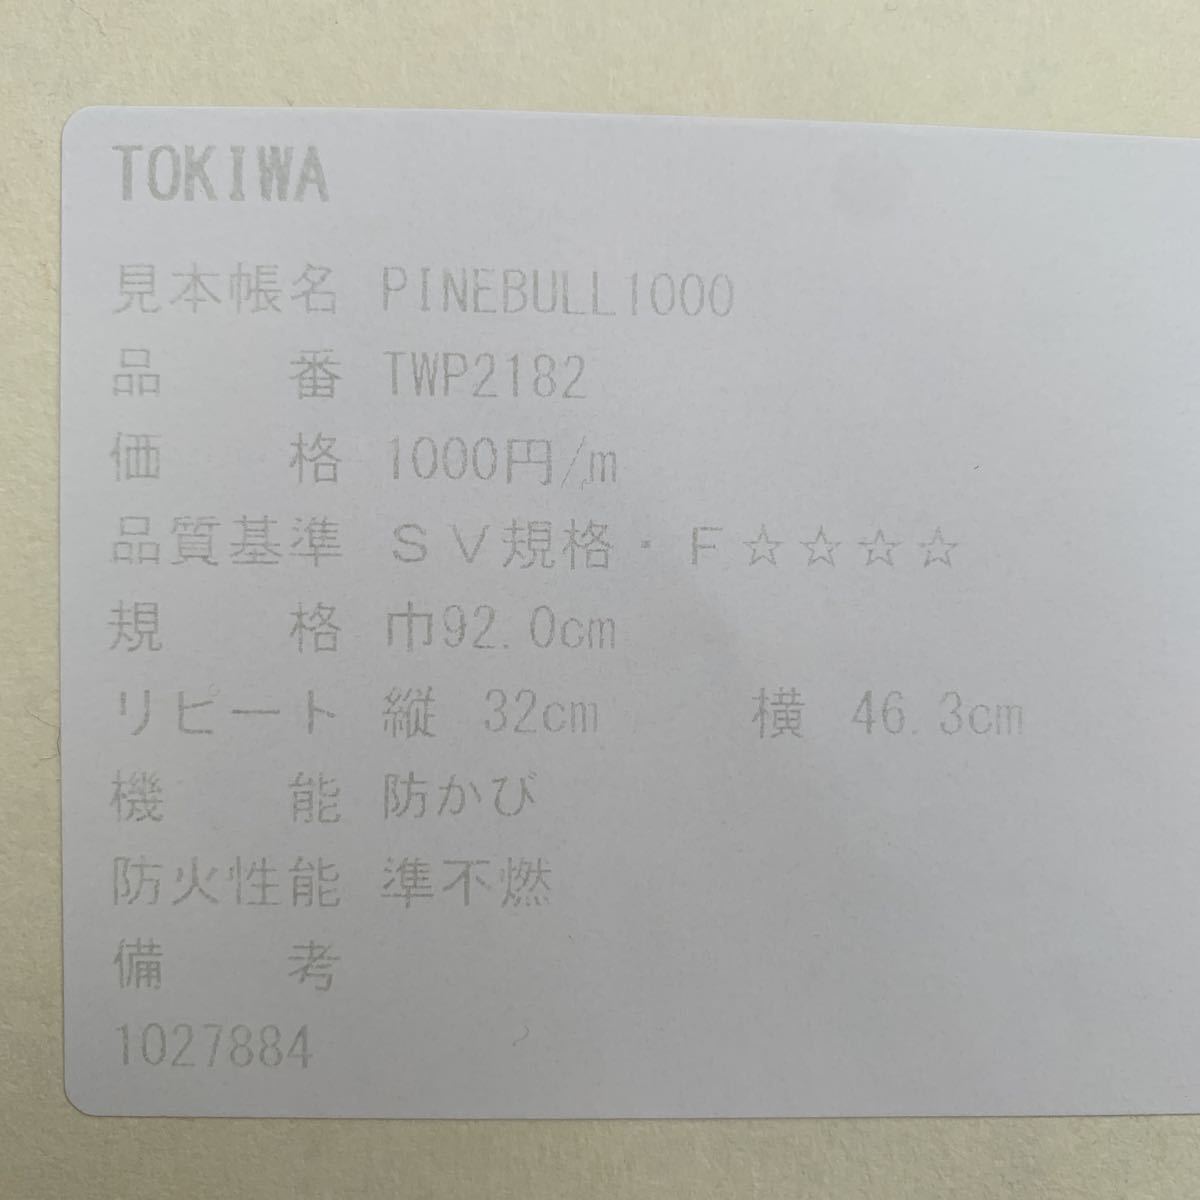 TOKIWA
見本帳名 PINEBULL1000
品　　番 TWP2182
価　　格 1000円/m
品質基準 ＳＶ規格・Ｆ☆☆☆☆
規　　格 巾92.0cm
リピート 縦 32cm　　横 46.3cm
機　　能 防かび
防火性能 準不燃
備　　考
1027884